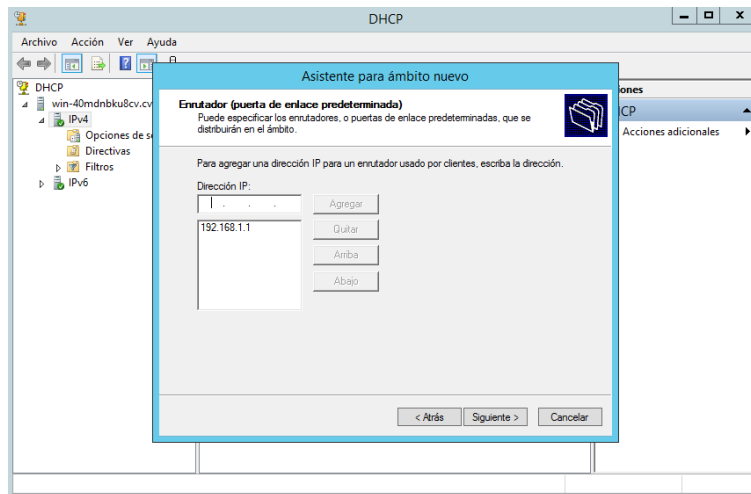 DHCP
Archivo Acción Ver Ayuda
DHCP
win-40mdnbku8cv.cv
IPv4
Opciones de se
Directivas
Filtros
IPv6
Asistente para ámbito nuevo
Enrutador (puerta de enlace predeterminada)
Puede especificar los enrutadores, o puertas de enlace predeterminadas, que se
distribuirán en el ámbito.
Para agregar una dirección IP para un enrutador usado por clientes, escriba la dirección.
Dirección IP:
. . .
Agregar
192.168.1.1
Quitar
Arriba
Abajo
< Atrás Siguiente > Cancelar
iones
CP
Acciones adicionales